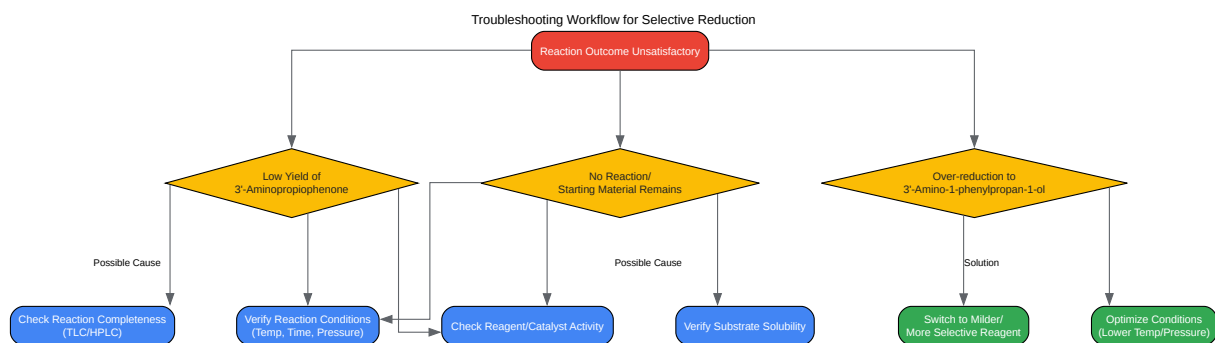 Troubleshooting Workflow for Selective Reduction
Reaction Outcome Unsatisfactory
Low Yield of
3'-Aminopropiophenone
No Reaction/
Starting Material Remains
Over-reduction to
3'-Amino-1-phenylpropan-1-ol
Possible Cause
Possible Cause
Solution
Check Reaction Completeness
(TLC/HPLC)
Verify Reaction Conditions
(Temp, Time, Pressure)
Check Reagent/Catalyst Activity
Verify Substrate Solubility
Switch to Milder/
More Selective Reagent
Optimize Conditions
(Lower Temp/Pressure)